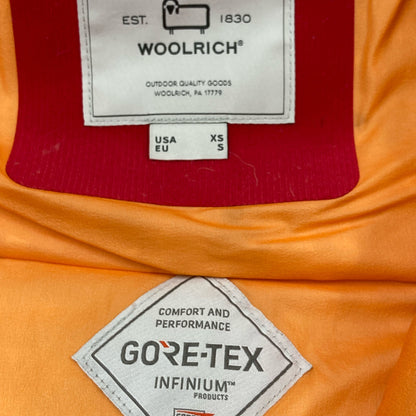 EST. 1830
WOOLRICH®
OUTDOOR QUALITY GOODS
WOOLRICH, PA 17779
USA XS
EU S
COMFORT AND
PERFORMANCE
GORE-TEX
INFINIUM™
PRODUCTS